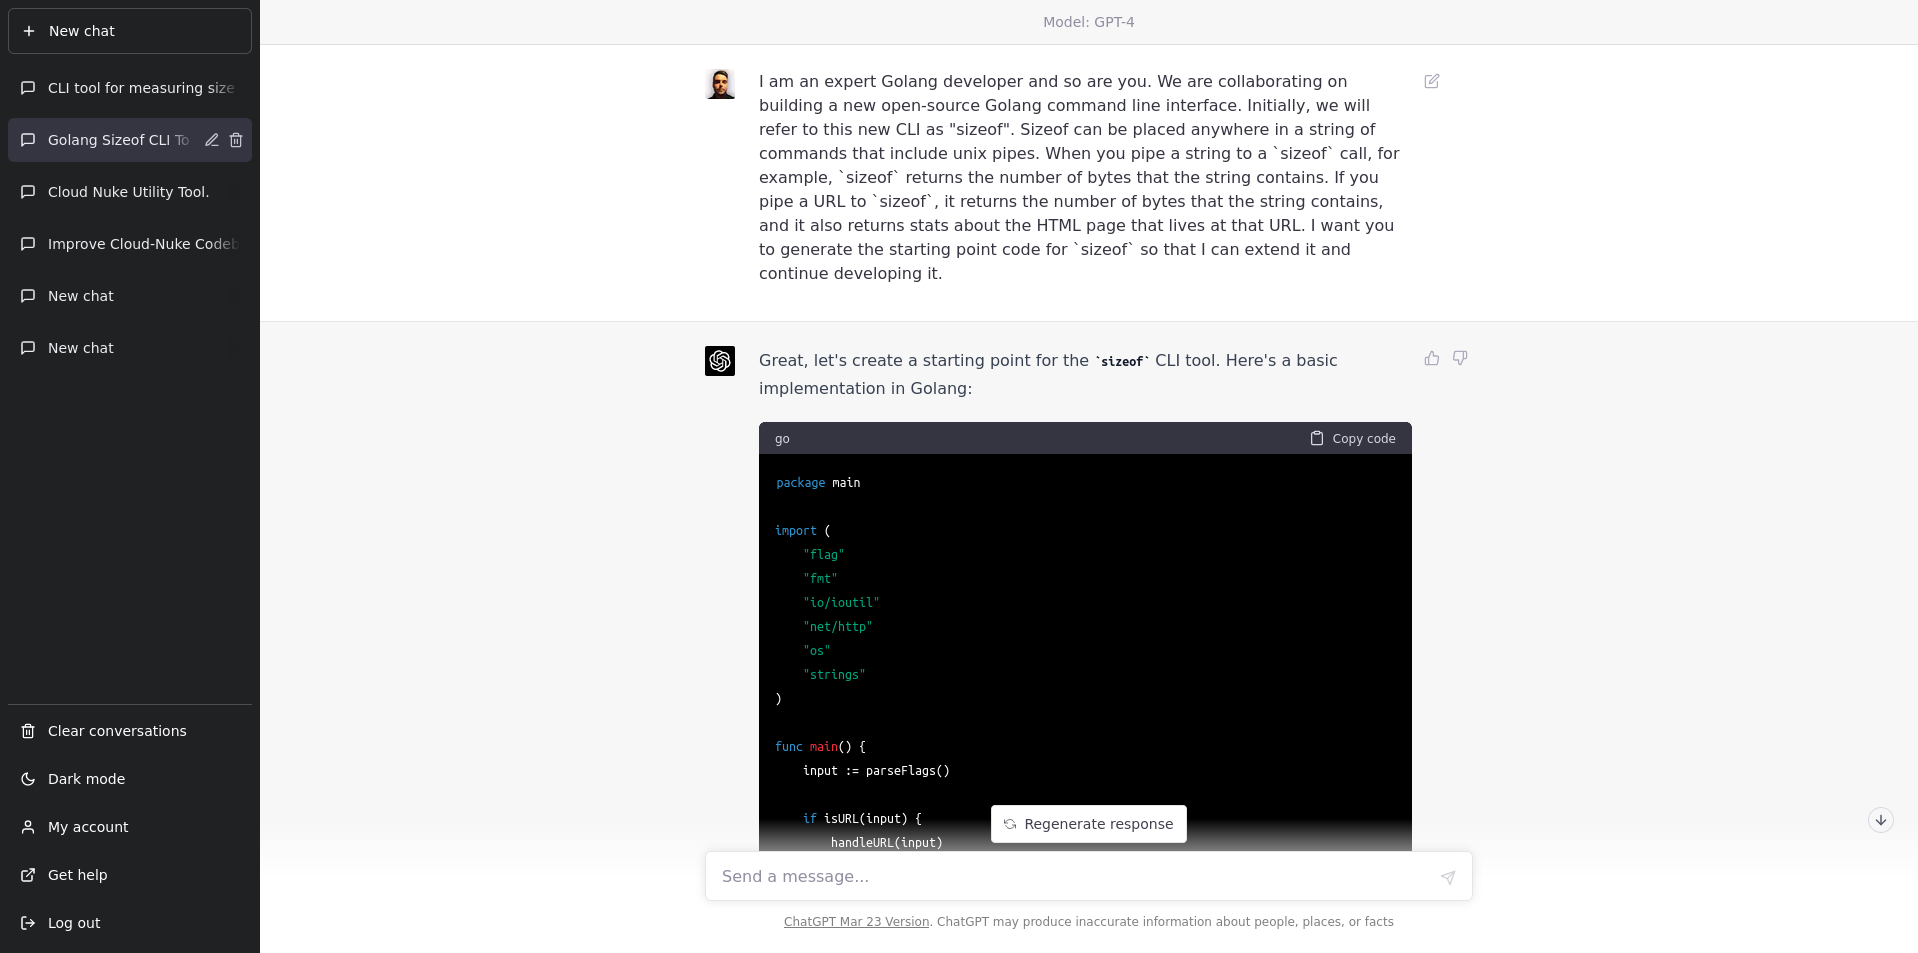 New chat
CLI tool for measuring size
Golang Sizeof CLI To
Cloud Nuke Utility Tool.
Improve Cloud-Nuke Codeb
New chat
New chat
Clear conversations
Dark mode
My account
Get help
Log out
Model: GPT-4
I am an expert Golang developer and so are you. We are collaborating on
building a new open-source Golang command line interface. Initially, we will
refer to this new CLI as "sizeof". Sizeof can be placed anywhere in a string of
commands that include unix pipes. When you pipe a string to a `sizeof` call, for
example, `sizeof` returns the number of bytes that the string contains. If you
pipe a URL to `sizeof`, it returns the number of bytes that the string contains,
and it also returns stats about the HTML page that lives at that URL. I want you
to generate the starting point code for `sizeof` so that I can extend it and
continue developing it.
Great, let's create a starting point for the `sizeof` CLI tool. Here's a basic
implementation in Golang:
go Copy code
package main
import (
"flag"
"fmt"
"io/ioutil"
"net/http"
"os"
"strings"
)
func main() {
input := parseFlags()
if isURL(input) {
handleURL(input)
Regenerate response
Send a message...
ChatGPT Mar 23 Version. ChatGPT may produce inaccurate information about people, places, or facts